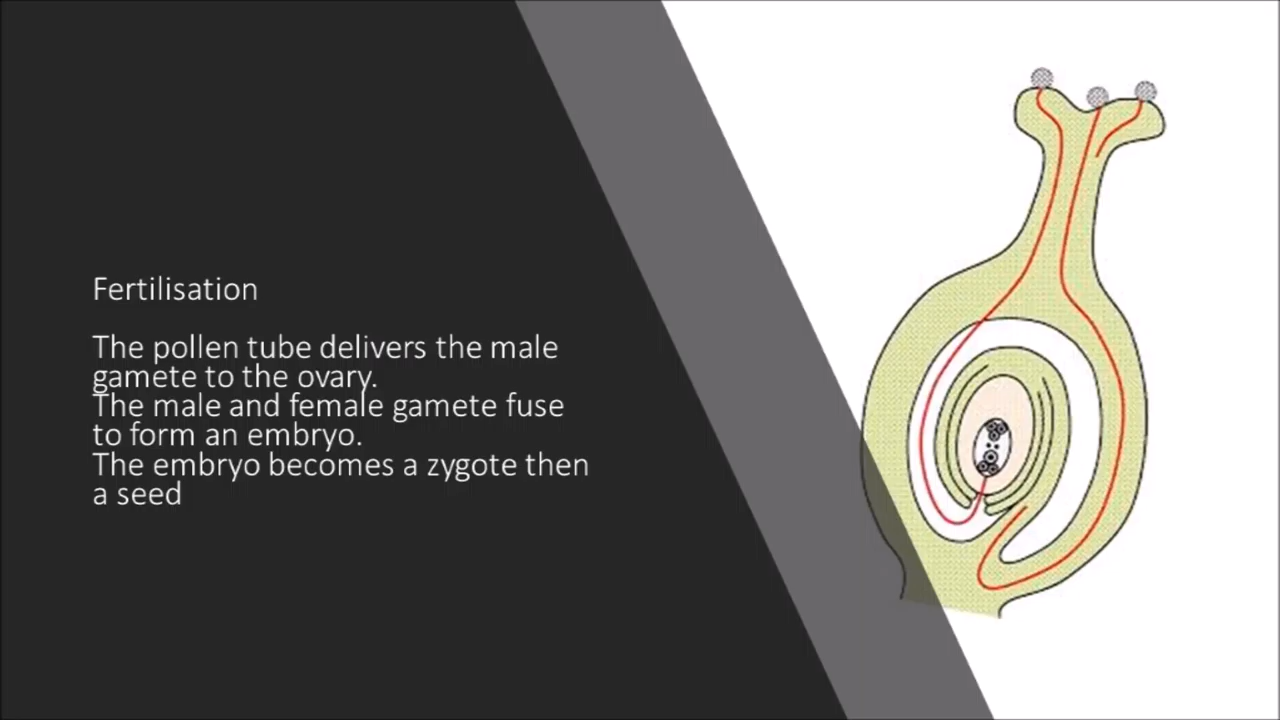 Fertilisation
The pollen tube delivers the male
gamete to the ovary.
The male and female gamete fuse
to form an embryo.
The embryo becomes a zygote then
a seed